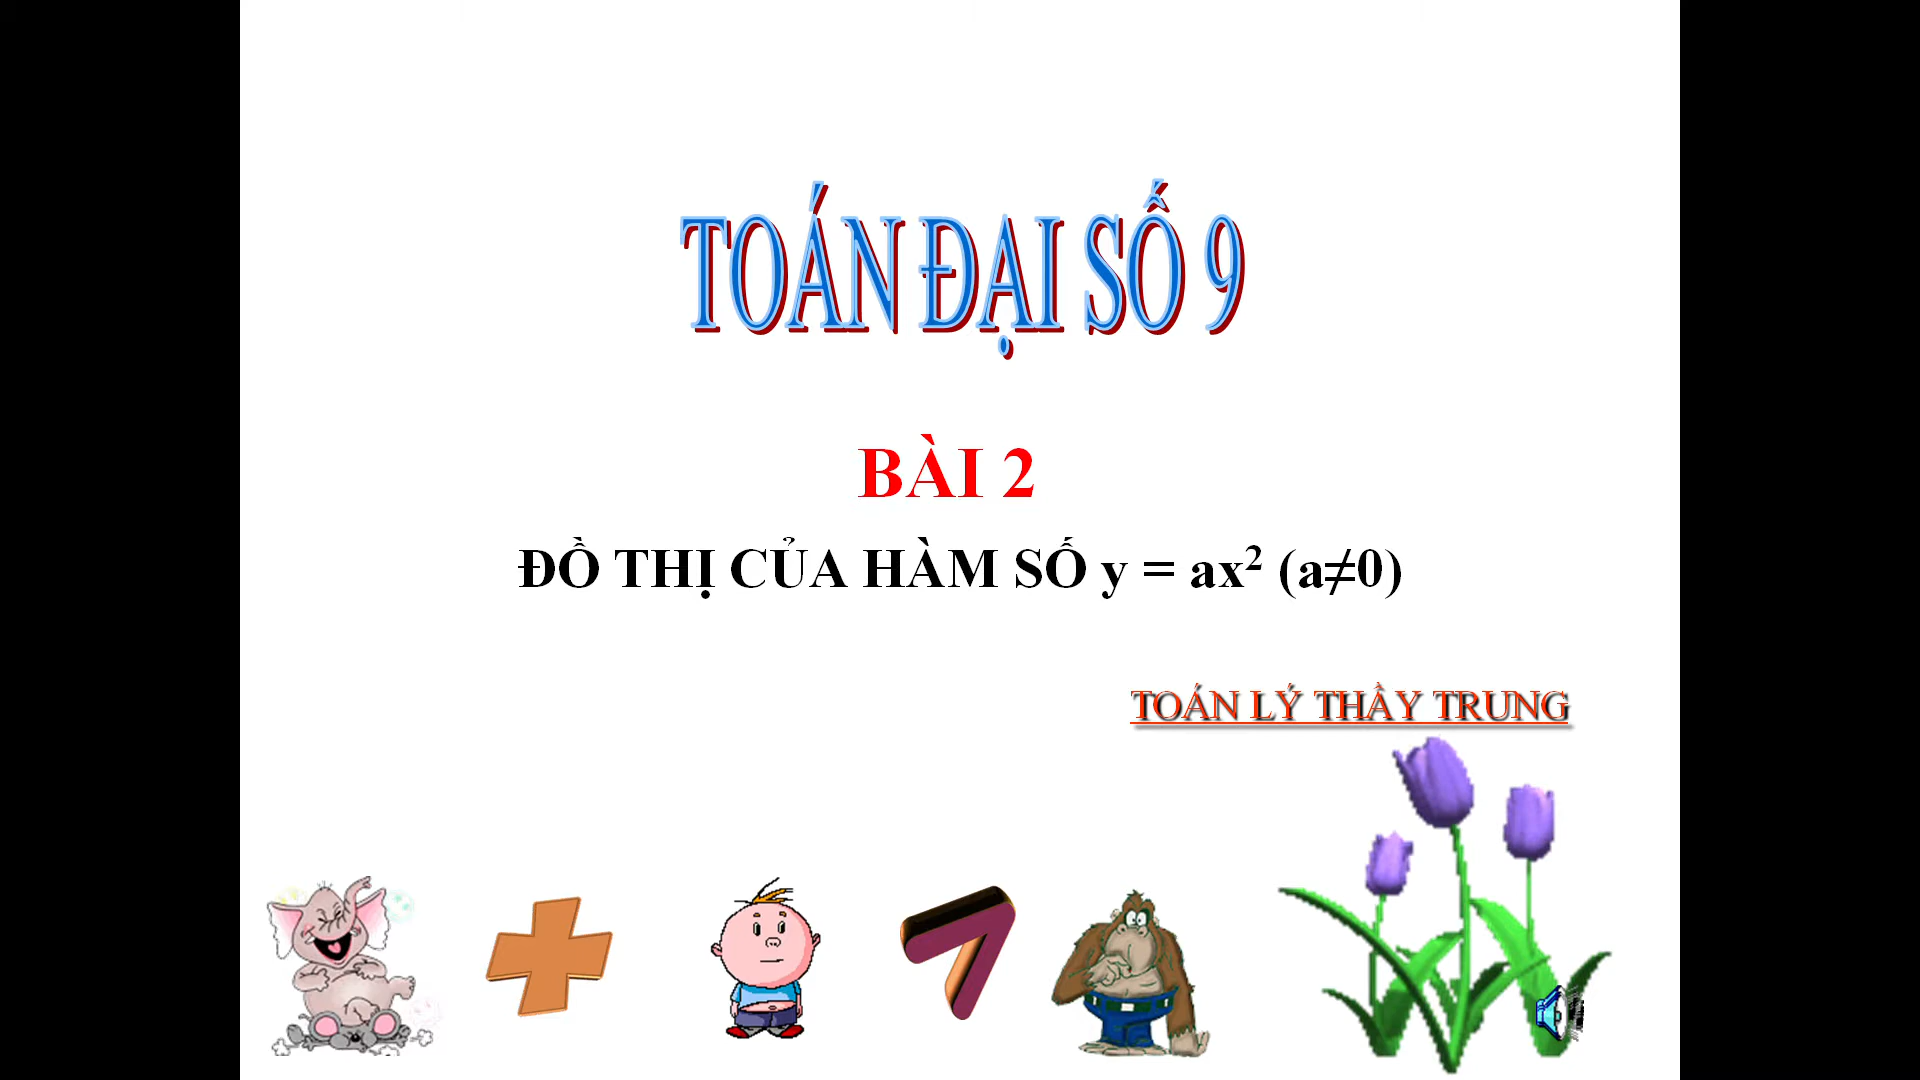 TOÁN ĐẠI SỐ 9
BÀI 2
ĐỒ THỊ CỦA HÀM SỐ y = ax² (a≠0)
TOÁN LÝ THẦY TRUNG